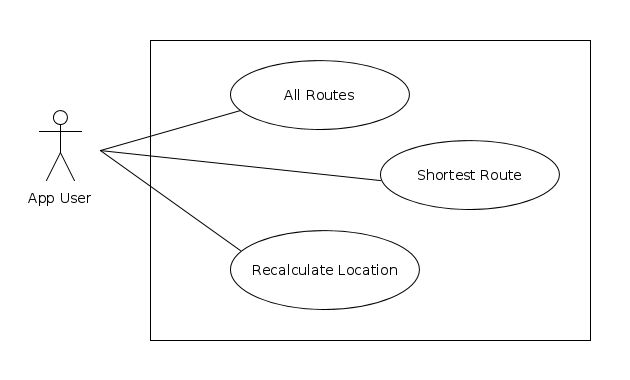 All Routes
Shortest Route
App User
Recalculate Location